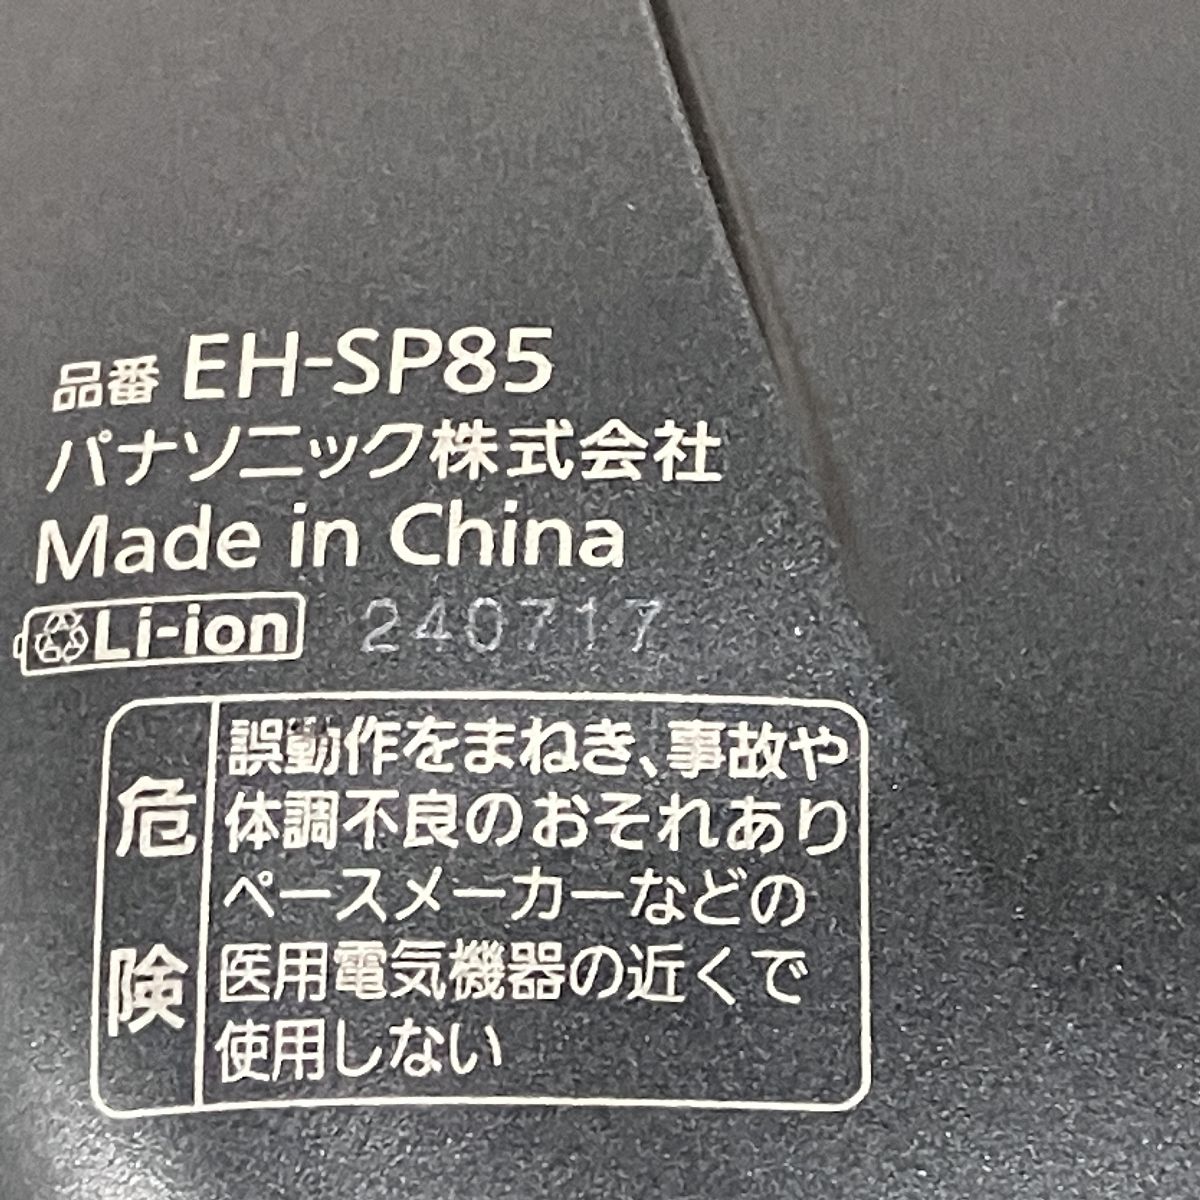 品番 EH-SP85
パナソニック株式会社
Made in China
Li-ion 240717
危険
誤動作をまねき、事故や
体調不良のおそれあり
ペースメーカーなどの
医用電気機器の近くで
使用しない